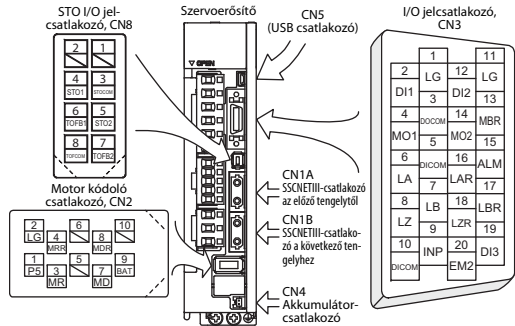 STO I/O jel-
csatlakozó, CN8
2 1
4 3
STO1 STOCOM
6 5
TOFB1 STO2
8 7
TOFCOM TOFB2
Motor kódoló
csatlakozó, CN2
2 6 10
LG 4 8
MRR MDR
1 5 9
P5 3 7 BAT
MR MD
Szervoerősítő
OPEN
CN5
(USB csatlakozó)
CN1A
SSCNETIII-csatlakozó
az előző tengelytől
CN1B
SSCNETIII-csatlako-
zó a következő ten-
gelyhez
CN4
Akkumulátor-
csatlakozó
I/O jelcsatlakozó,
CN3
1 11
2 LG 12 LG
DI1 3 DI2 13
4 DOCOM 14 MBR
MO1 5 MO2 15
6 DICOM 16 ALM
LA 7 LAR 17
8 LB 18 LBR
LZ 9 LZR 19
10 INP 20 DI3
DICOM EM2